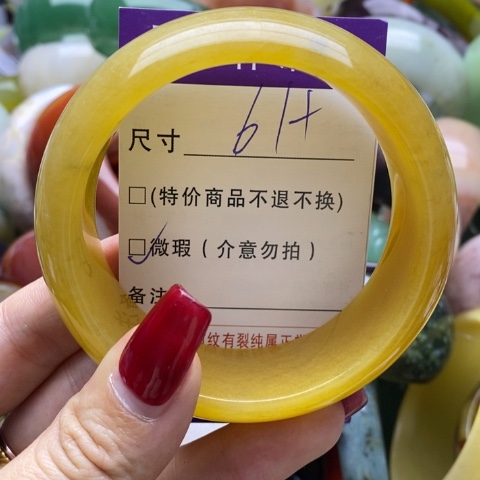 尺寸 61+
□(特价商品不退不换)
□微瑕(介意勿拍)
备注
纹有裂纯属正